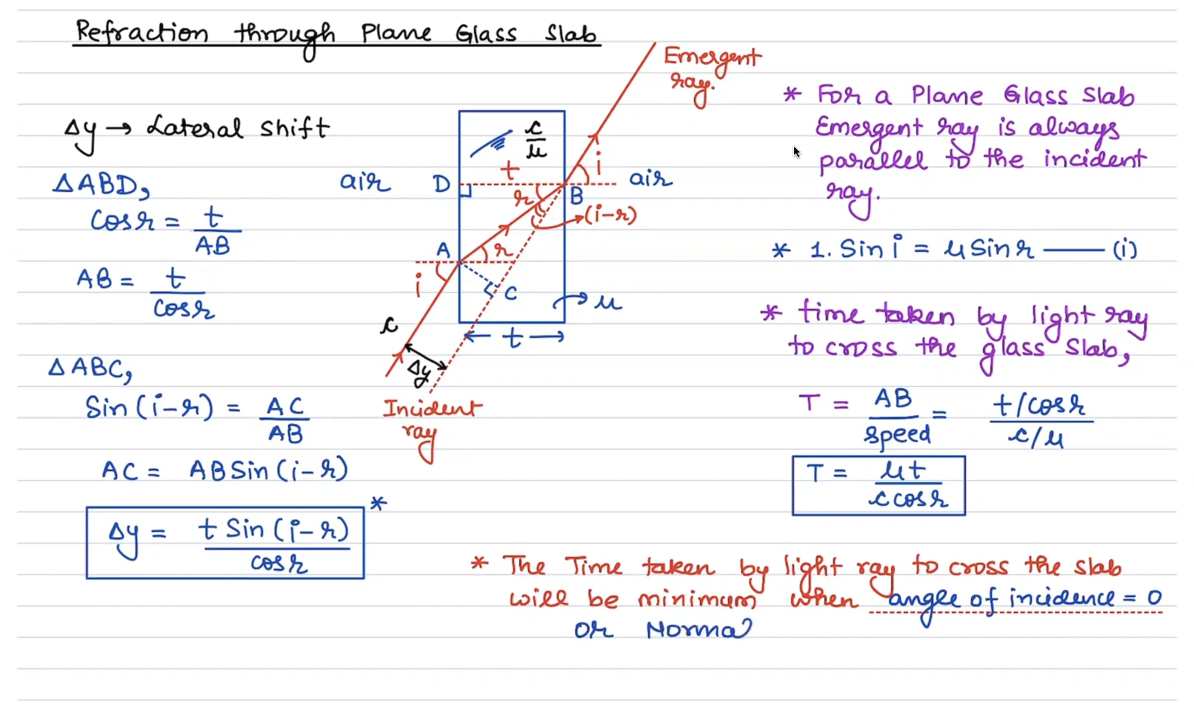 Refraction through Plane Glass Slab
Δy → Lateral shift
ΔABD,
Cos r = t / AB
AB = t / Cos r
ΔABC,
Sin (i-r) = AC / AB
AC = AB Sin (i-r)
Δy = t Sin (i-r) / cos r *
Emergent
ray.
c / μ
t
i
air
D
r
B
air
(i-r)
A
r
i
C
μ
c
t
Δy
Incident
ray
* For a Plane Glass Slab
Emergent ray is always
parallel to the incident
ray.
* 1. Sin i = μ Sin r —— (i)
* time taken by light ray
to cross the glass slab,
T = AB / speed = t/cos r / c/μ
T = μt / c cos r
* The Time taken by light ray to cross the slab
will be minimum when angle of incidence = 0
or Norma